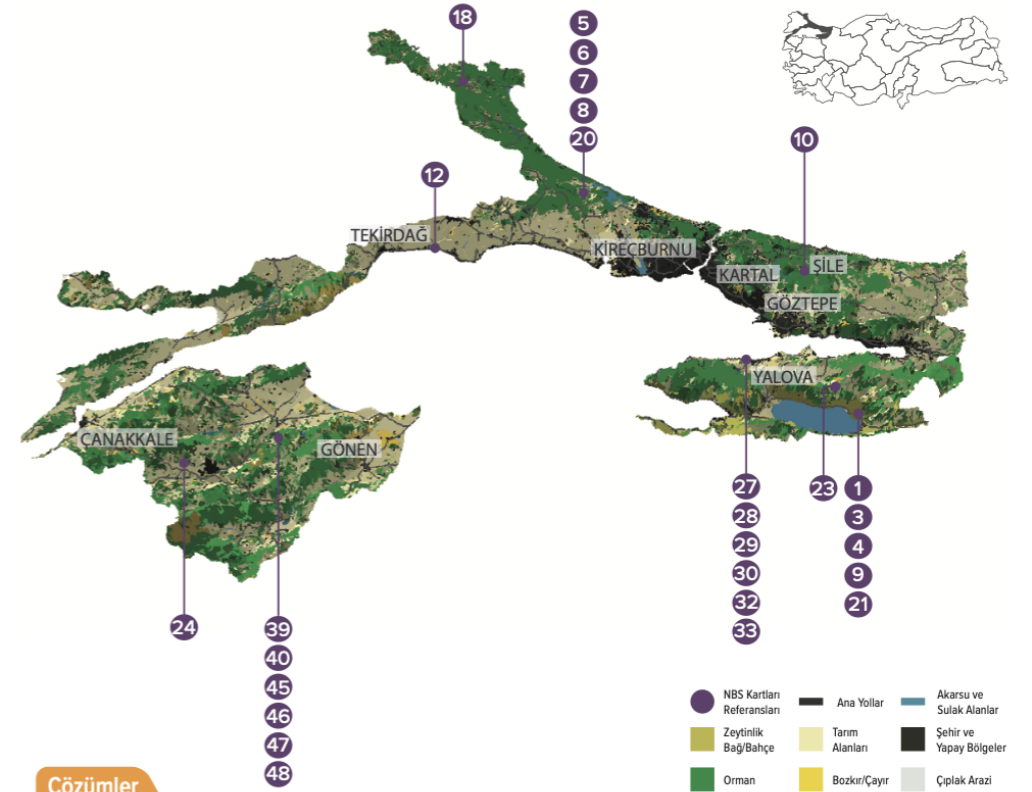 18
5
6
7
8
20
10
12
TEKİRDAĞ
KİREÇBURNU
KARTAL
ŞİLE
GÖZTEPE
YALOVA
ÇANAKKALE
GÖNEN
27
28
29
30
32
33
23
1
3
4
9
21
24
39
40
45
46
47
48
NBS Kartları
Referansları
Ana Yollar
Akarsu ve
Sulak Alanlar
Zeytinlik
Bağ/Bahçe
Tarım
Alanları
Şehir ve
Yapay Bölgeler
Orman
Bozkır/Çayır
Çıplak Arazi
Çözümler